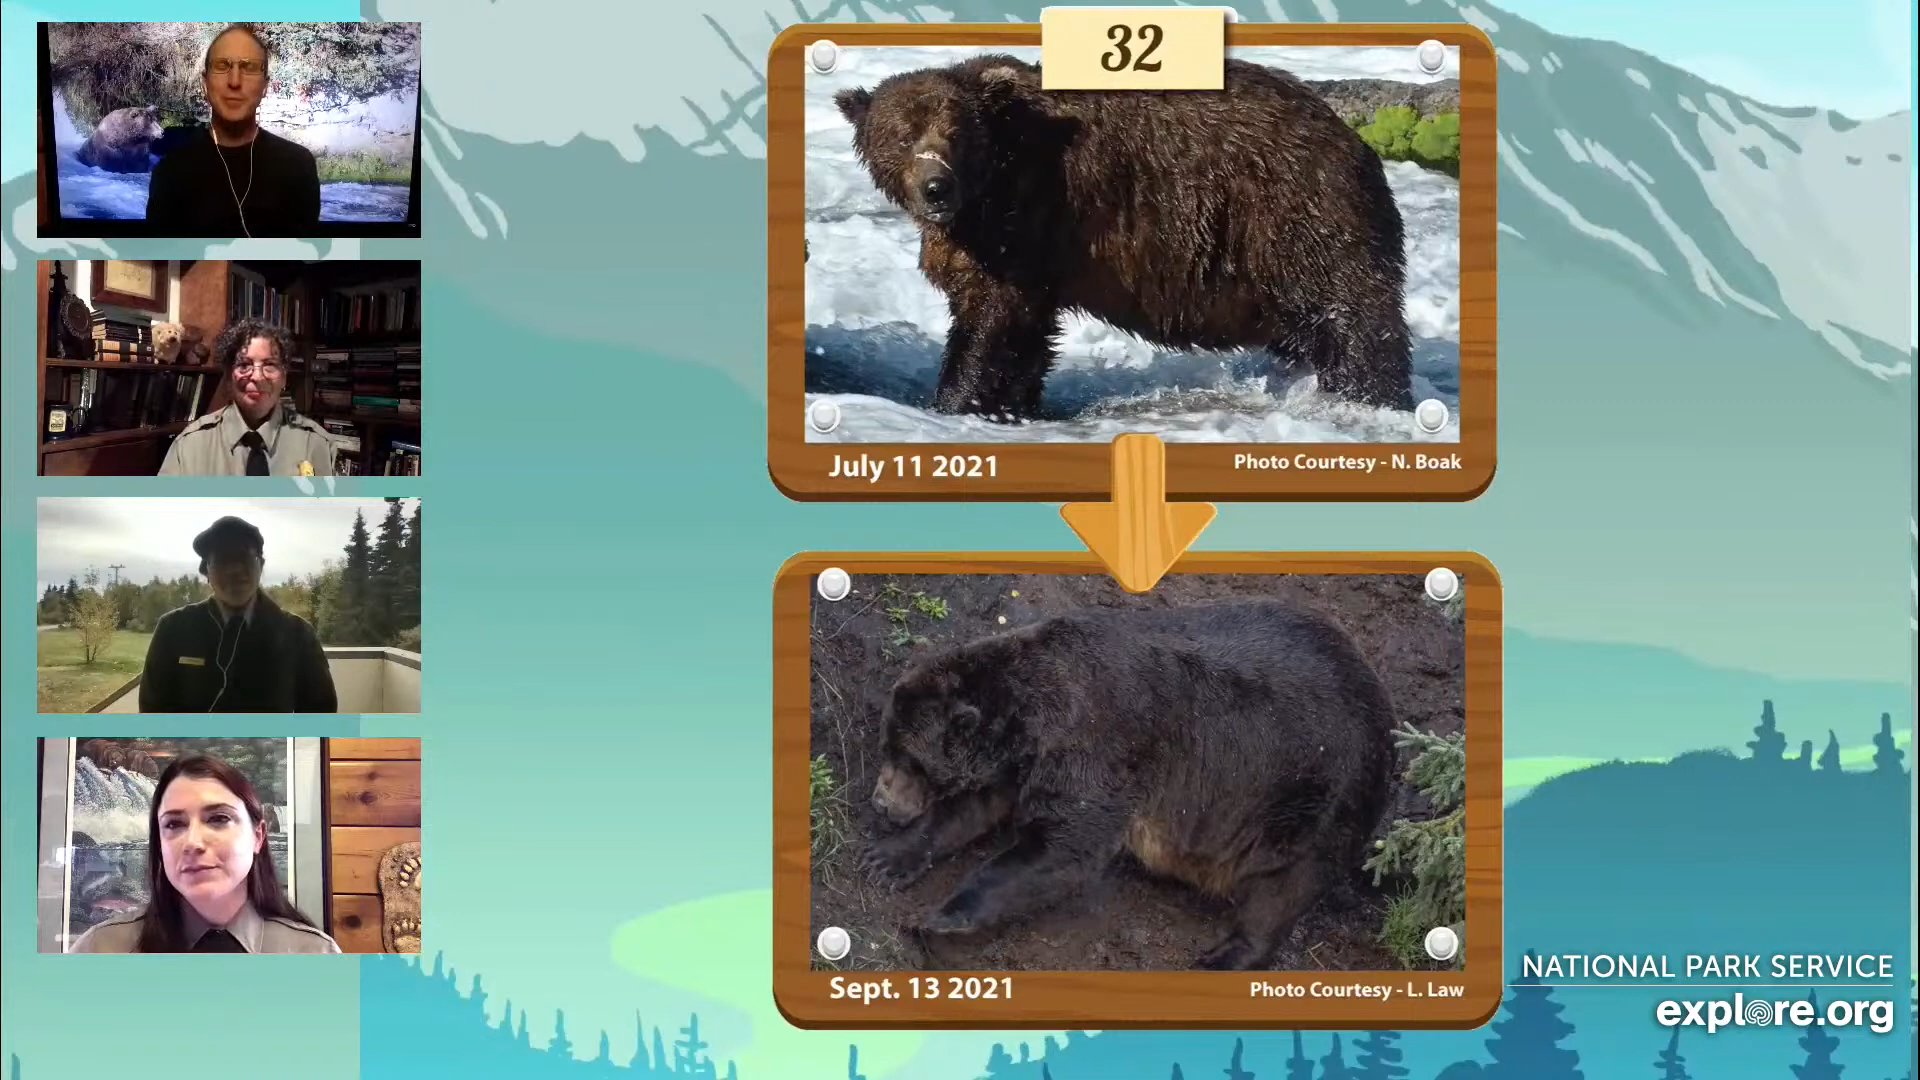 32
July 11 2021
Photo Courtesy - N. Boak
Sept. 13 2021
Photo Courtesy - L. Law
NATIONAL PARK SERVICE
explore.org